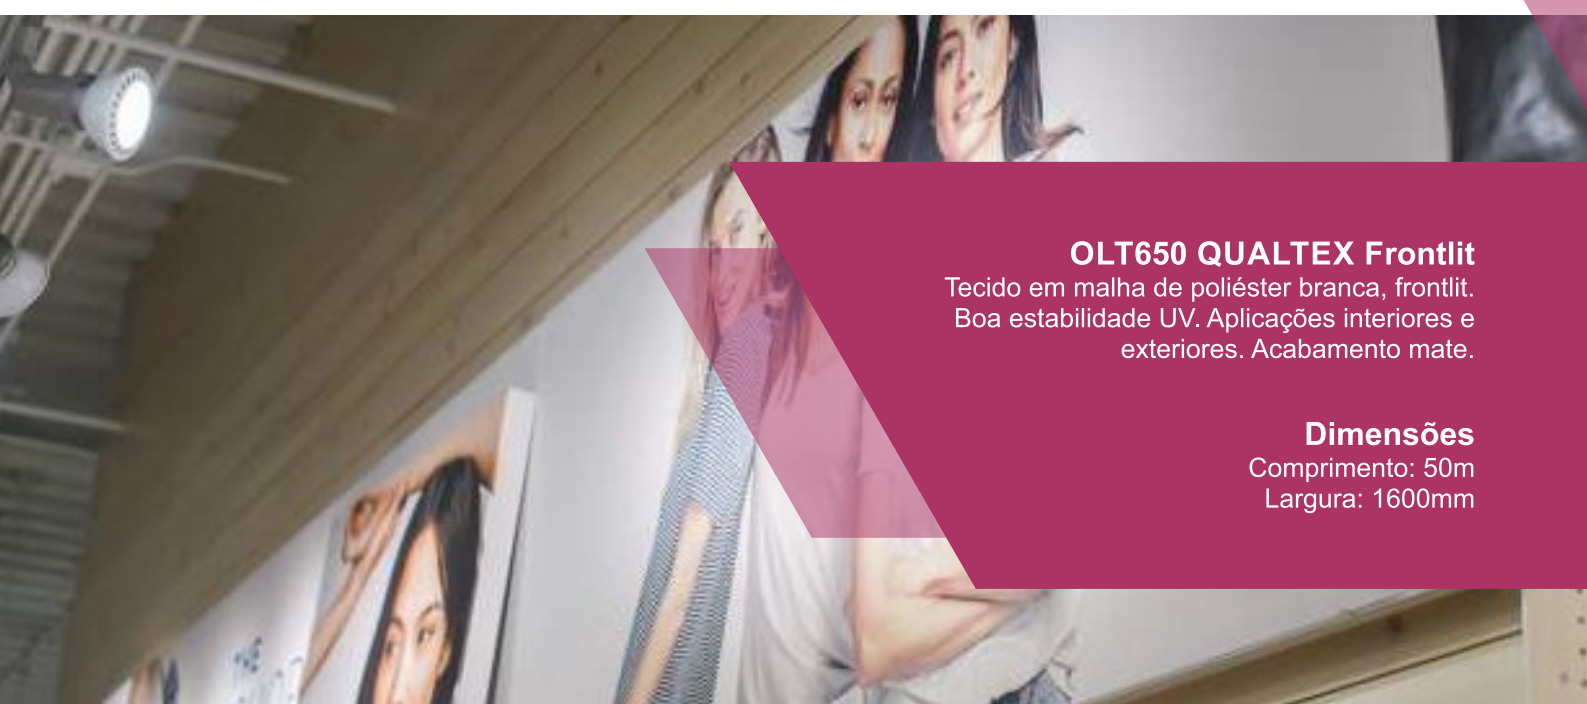 OLT650 QUALTEX Frontlit
Tecido em malha de poliéster branca, frontlit.
Boa estabilidade UV. Aplicações interiores e
exteriores. Acabamento mate.
Dimensões
Comprimento: 50m
Largura: 1600mm